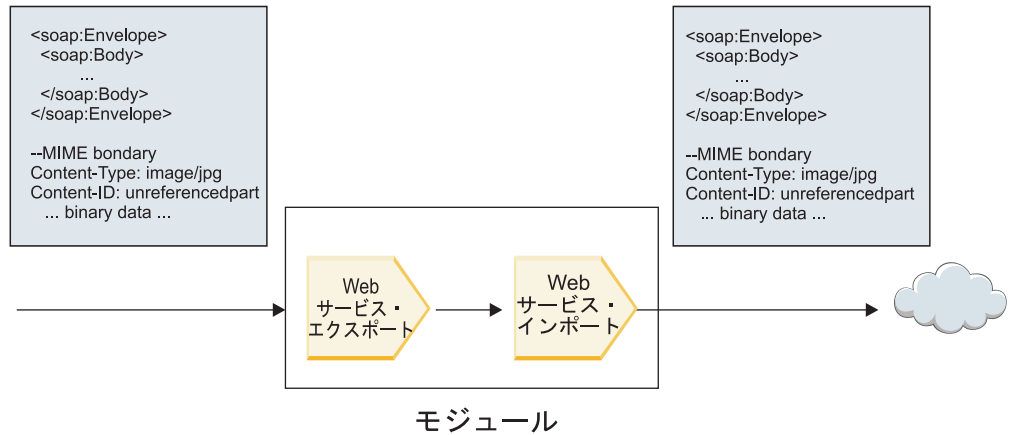 <soap:Envelope>
<soap:Body>
...
</soap:Body>
</soap:Envelope>
--MIME bondary
Content-Type: image/jpg
Content-ID: unreferencedpart
... binary data ...
<soap:Envelope>
<soap:Body>
...
</soap:Body>
</soap:Envelope>
--MIME bondary
Content-Type: image/jpg
Content-ID: unreferencedpart
... binary data ...
Web
サービス・
エクスポート
Web
サービス・
インポート
モジュール